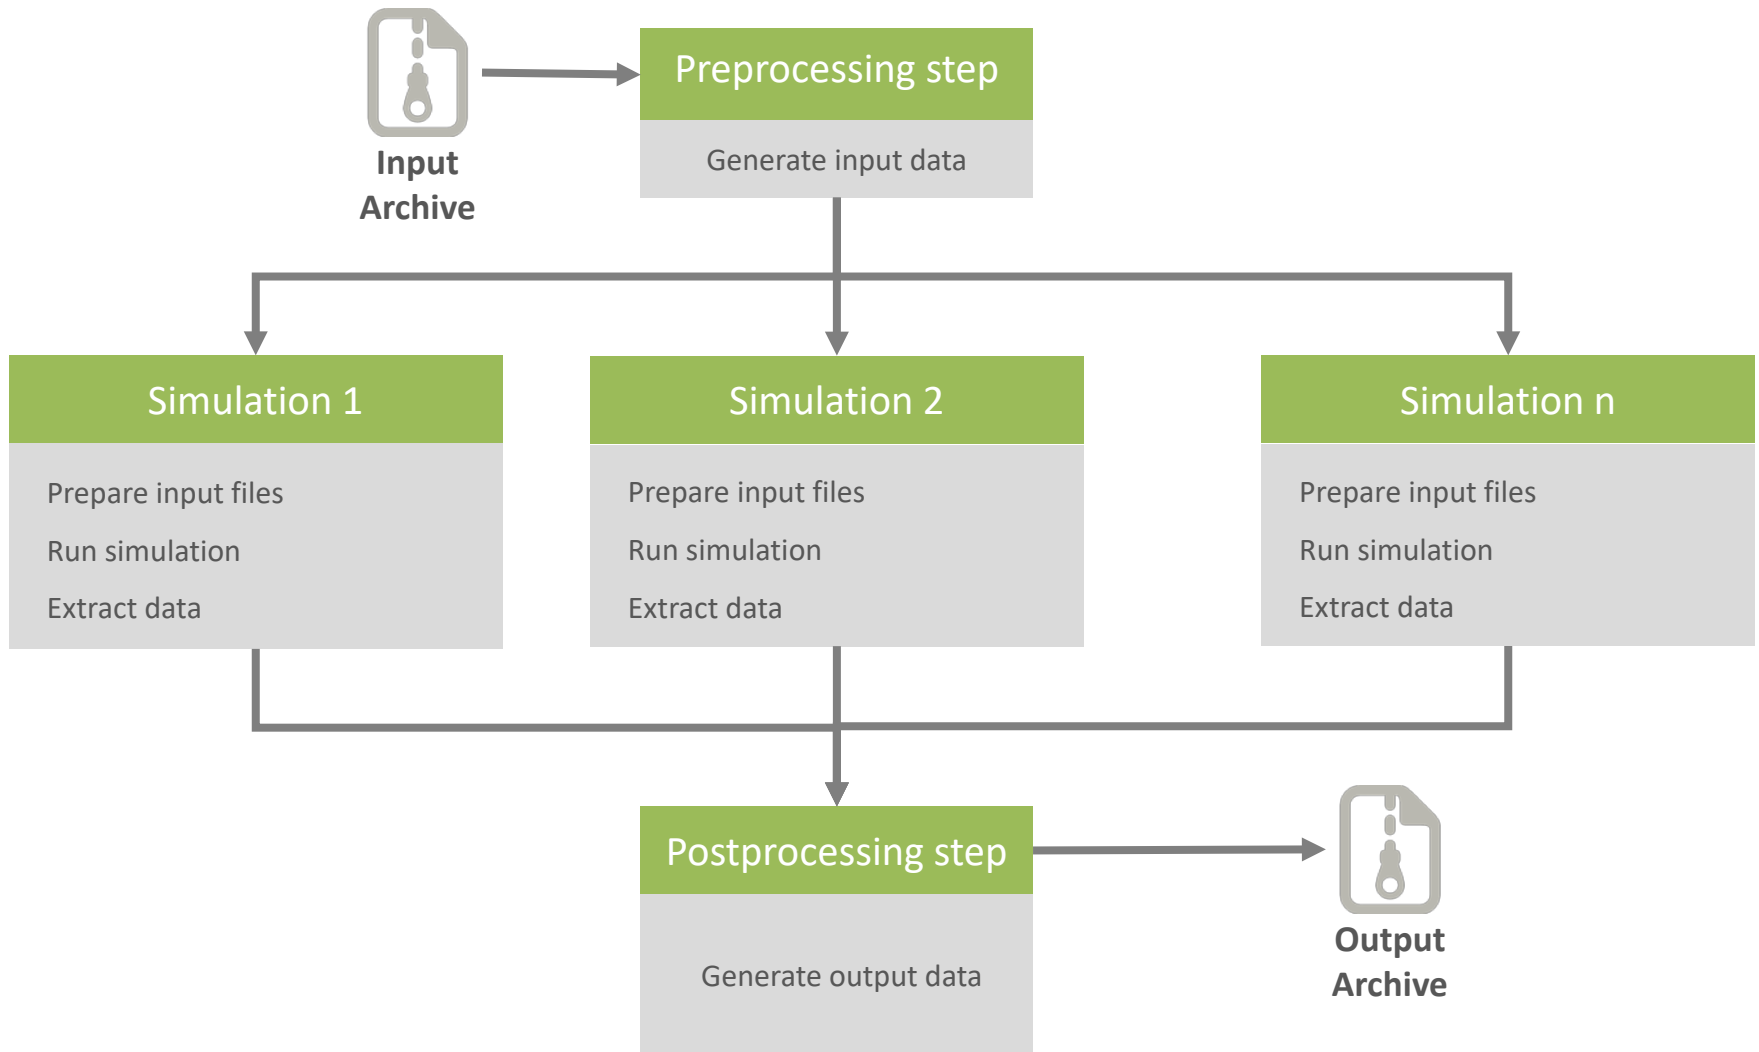 Preprocessing step
Generate input data
Input
Archive
Simulation 1
Prepare input files
Run simulation
Extract data
Simulation 2
Prepare input files
Run simulation
Extract data
Simulation n
Prepare input files
Run simulation
Extract data
Postprocessing step
Generate output data
Output
Archive